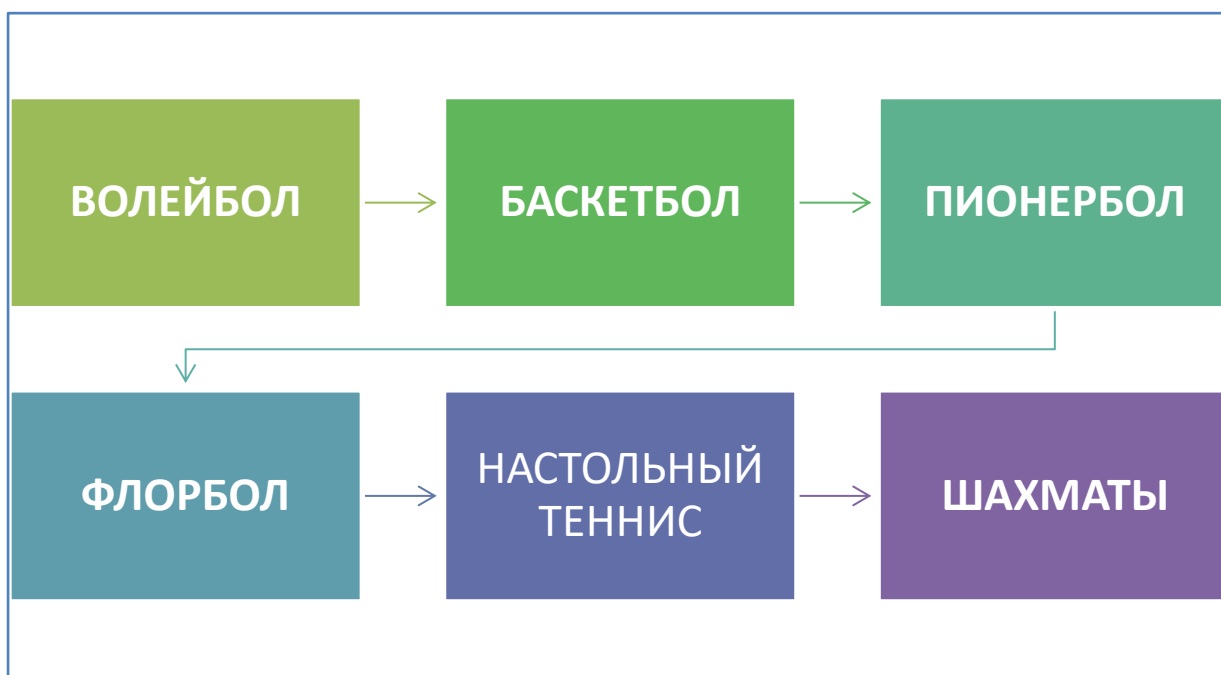 ВОЛЕЙБОЛ
БАСКЕТБОЛ
ПИОНЕРБОЛ
ФЛОРБОЛ
НАСТОЛЬНЫЙ
ТЕННИС
ШАХМАТЫ